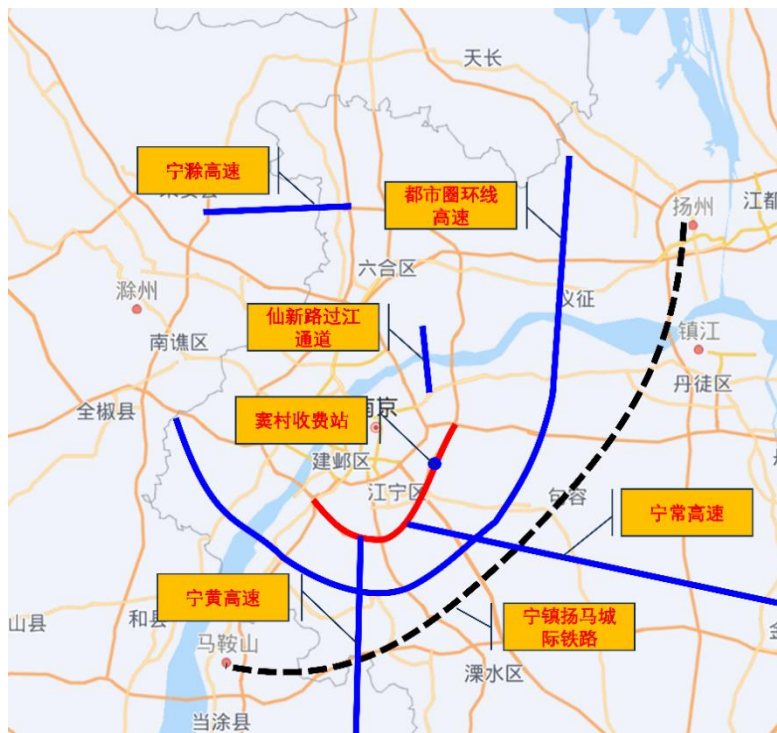 天长
宁滁高速
都市圈环线
高速
扬州
江都
六合区
滁州
仪征
仙新路过江
通道
镇江
南谯区
丹徒区
全椒县
窦村收费站
南京
建邺区
江宁区
句容
宁常高速
宁黄高速
宁镇扬马城
际铁路
和县
山县
马鞍山
溧水区
当涂县
金